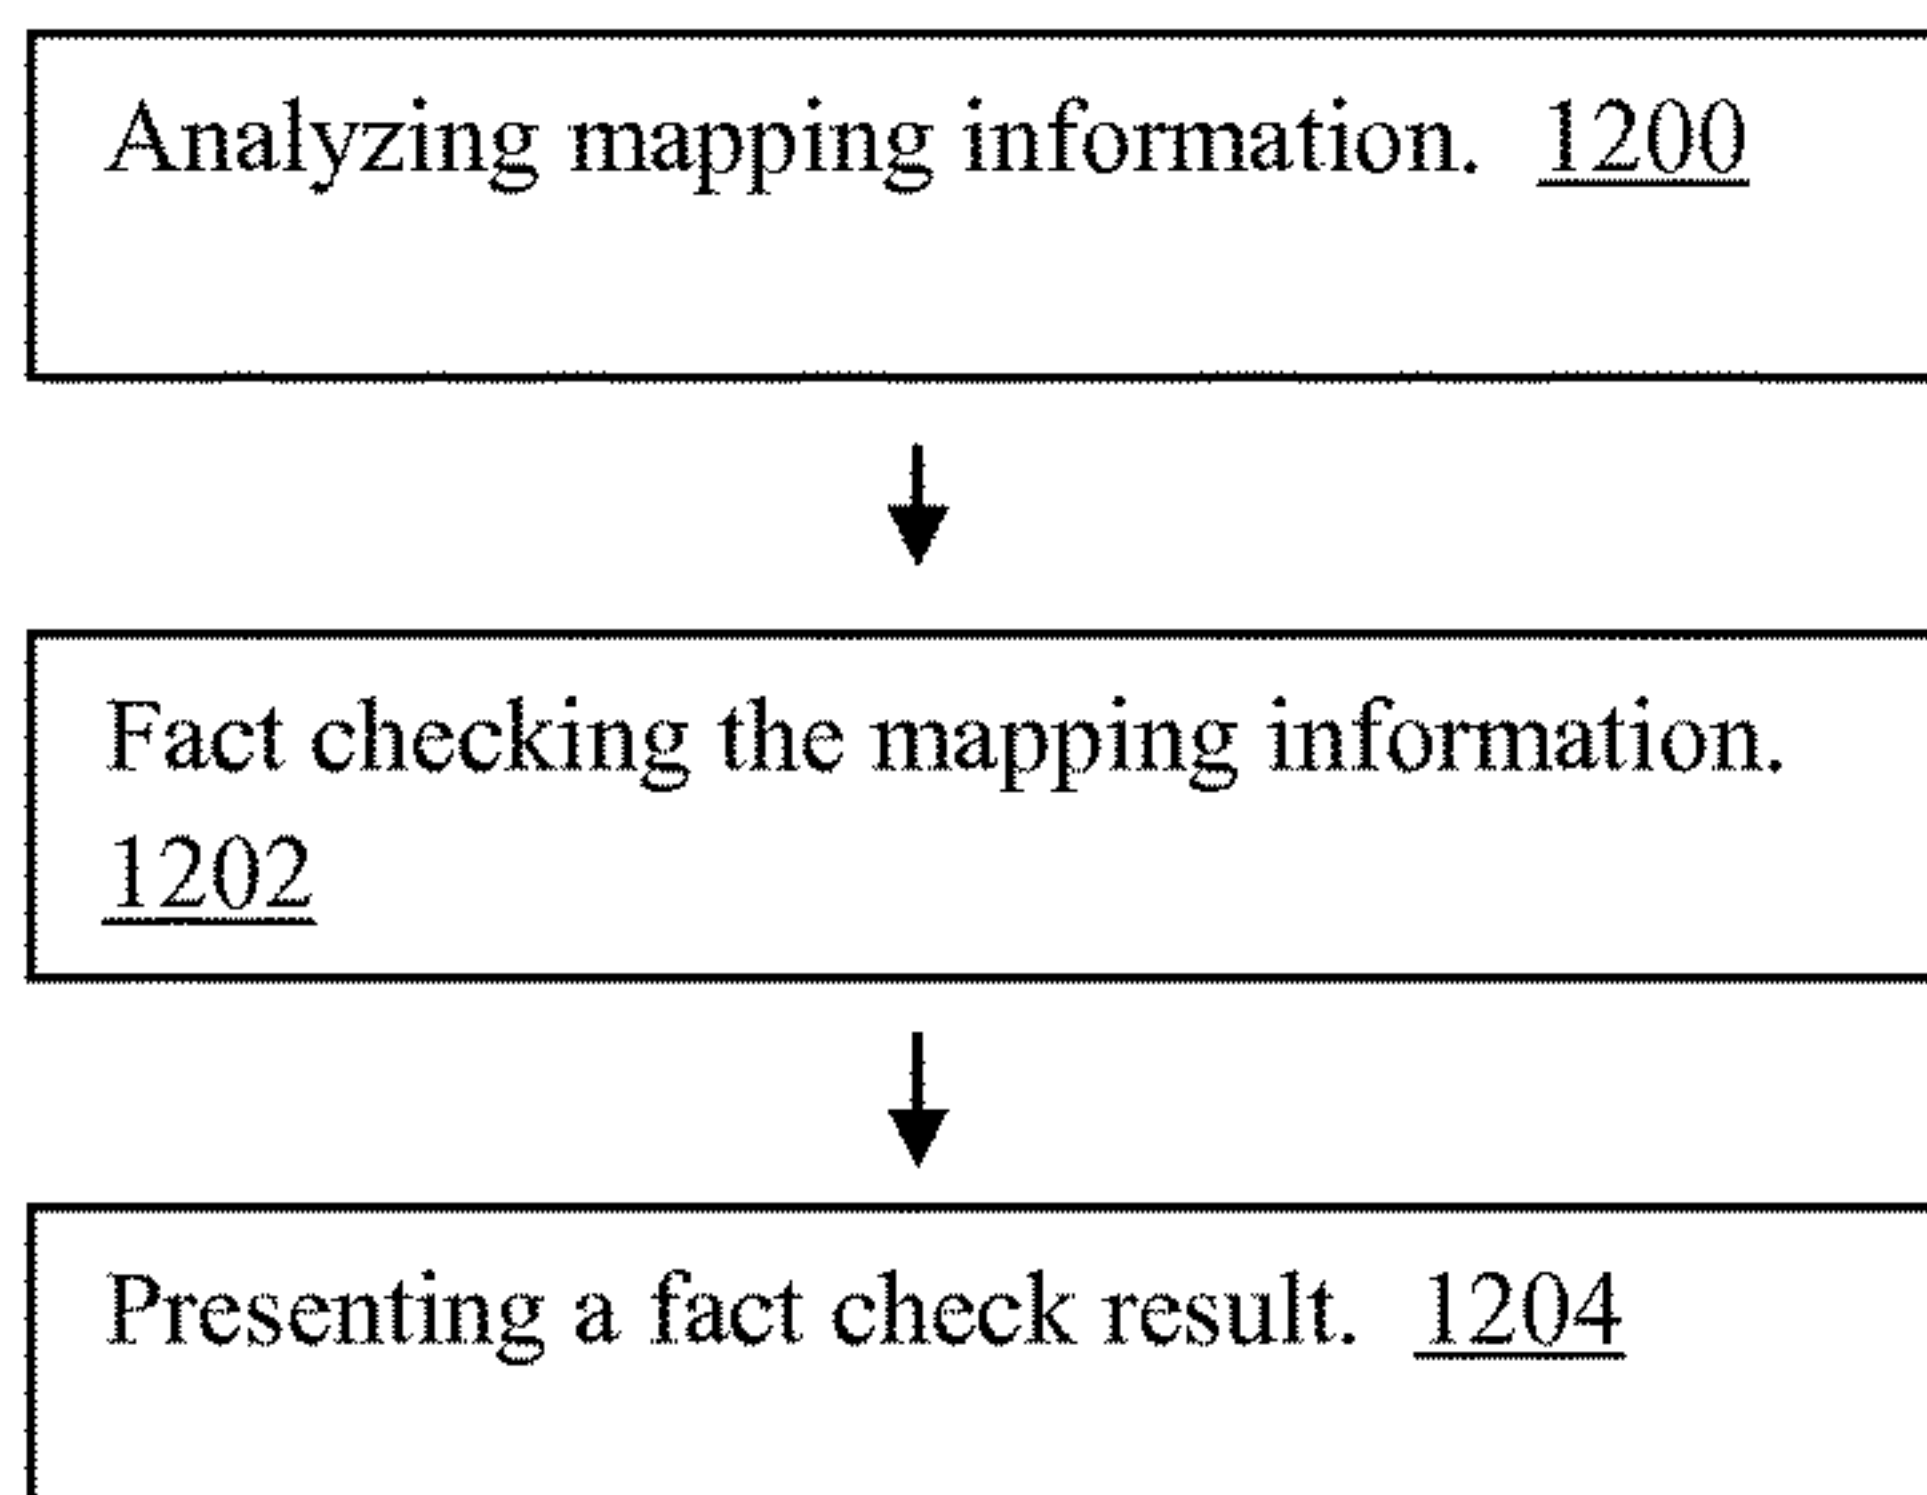 Analyzing mapping information. 1200
Fact checking the mapping information.
1202
Presenting a fact check result. 1204